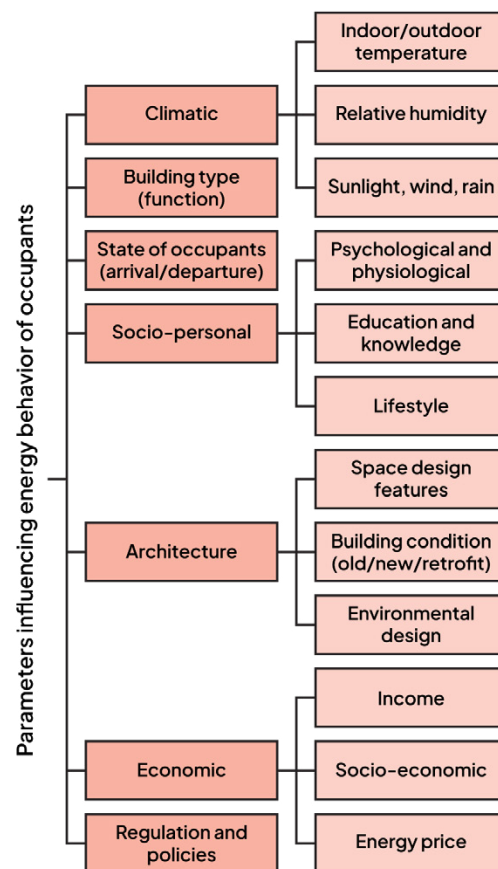 Parameters influencing energy behavior of occupants
Climatic
Indoor/outdoor
temperature
Relative humidity
Sunlight, wind, rain
Building type
(function)
State of occupants
(arrival/departure)
Socio-personal
Psychological and
physiological
Education and
knowledge
Lifestyle
Architecture
Space design
features
Building condition
(old/new/retrofit)
Environmental
design
Economic
Income
Socio-economic
Energy price
Regulation and
policies